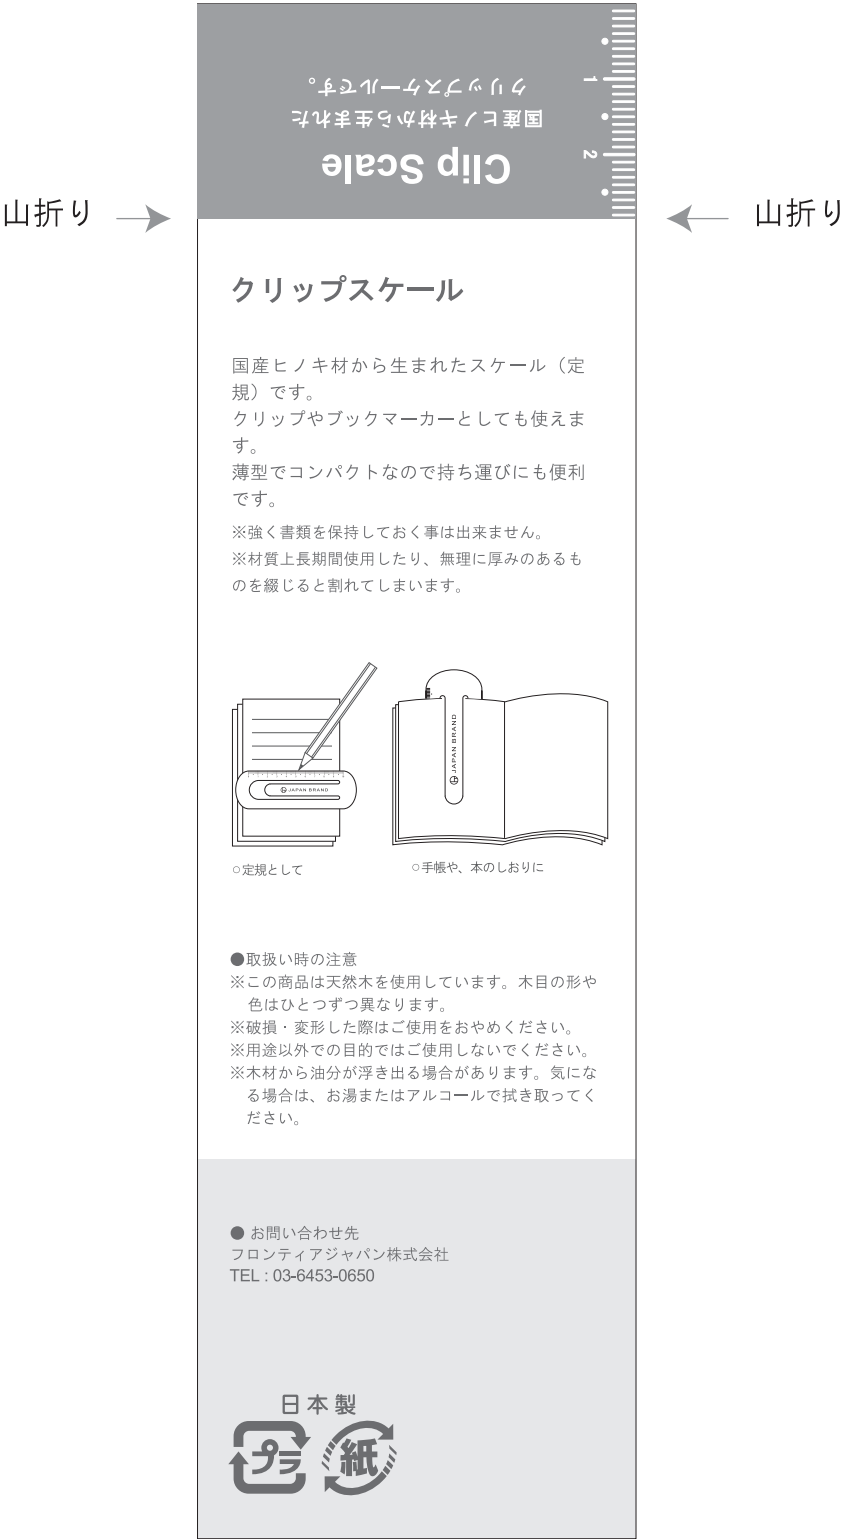 クリップスケールです。
国産ヒノキ材から生まれた
Clip Scale
1
2
山折り
山折り
クリップスケール
国産ヒノキ材から生まれたスケール（定
規）です。
クリップやブックマーカーとしても使えま
す。
薄型でコンパクトなので持ち運びにも便利
です。
※強く書類を保持しておく事は出来ません。
※材質上長期間使用したり、無理に厚みのあるも
のを綴じると割れてしまいます。
JAPAN BRAND
JAPAN BRAND
○定規として
○手帳や、本のしおりに
●取扱い時の注意
※この商品は天然木を使用しています。木目の形や
色はひとつずつ異なります。
※破損・変形した際はご使用をおやめください。
※用途以外での目的ではご使用しないでください。
※木材から油分が浮き出る場合があります。気にな
る場合は、お湯またはアルコールで拭き取ってく
ださい。
● お問い合わせ先
フロンティアジャパン株式会社
TEL : 03-6453-0650
日本製
プラ
紙